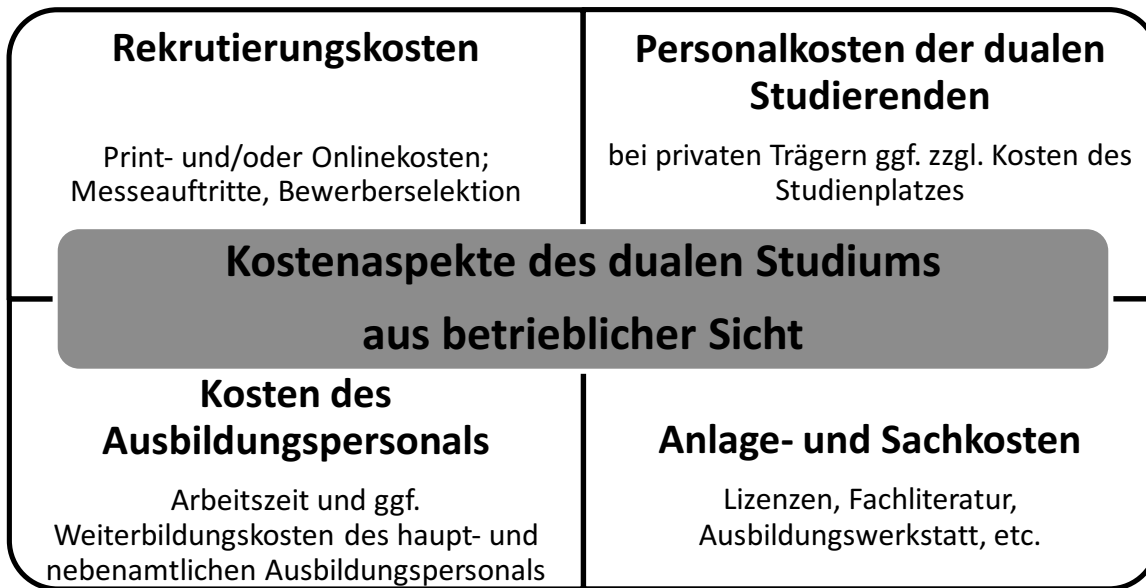 Rekrutierungskosten
Print- und/oder Onlinekosten;
Messeauftritte, Bewerberselektion
Personalkosten der dualen
Studierenden
bei privaten Trägern ggf. zzgl. Kosten des
Studienplatzes
Kostenaspekte des dualen Studiums
aus betrieblicher Sicht
Kosten des
Ausbildungspersonals
Arbeitszeit und ggf.
Weiterbildungskosten des haupt- und
nebenamtlichen Ausbildungspersonals
Anlage- und Sachkosten
Lizenzen, Fachliteratur,
Ausbildungswerkstatt, etc.